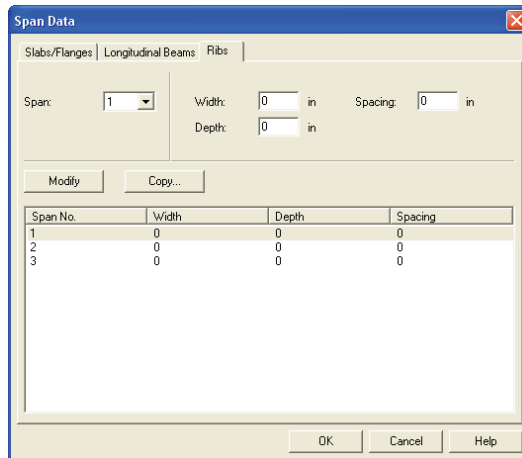 Span Data
Slabs/Flanges Longitudinal Beams Ribs
Span: 1 Width: 0 in Spacing: 0 in
Depth: 0 in
Modify Copy...
Span No. Width Depth Spacing
1 0 0 0
2 0 0 0
3 0 0 0
OK Cancel Help